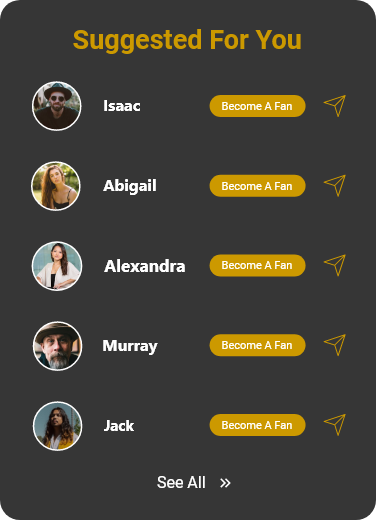 Suggested For You
Isaac Become A Fan
Abigail Become A Fan
Alexandra Become A Fan
Murray Become A Fan
Jack Become A Fan
See All »